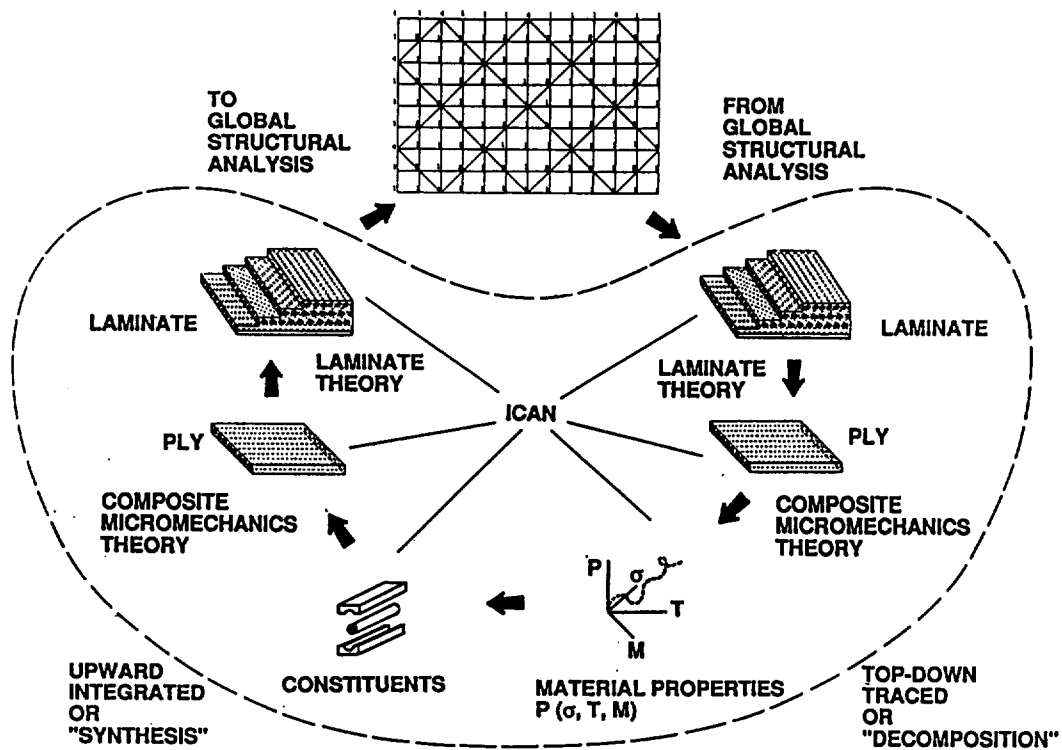 TO
GLOBAL
STRUCTURAL
ANALYSIS
FROM
GLOBAL
STRUCTURAL
ANALYSIS
LAMINATE
LAMINATE
THEORY
LAMINATE
LAMINATE
THEORY
ICAN
PLY
PLY
COMPOSITE
MICROMECHANICS
THEORY
COMPOSITE
MICROMECHANICS
THEORY
P
σ
T
M
CONSTITUENTS
MATERIAL PROPERTIES
P (σ, T, M)
UPWARD
INTEGRATED
OR
"SYNTHESIS"
TOP-DOWN
TRACED
OR
"DECOMPOSITION"